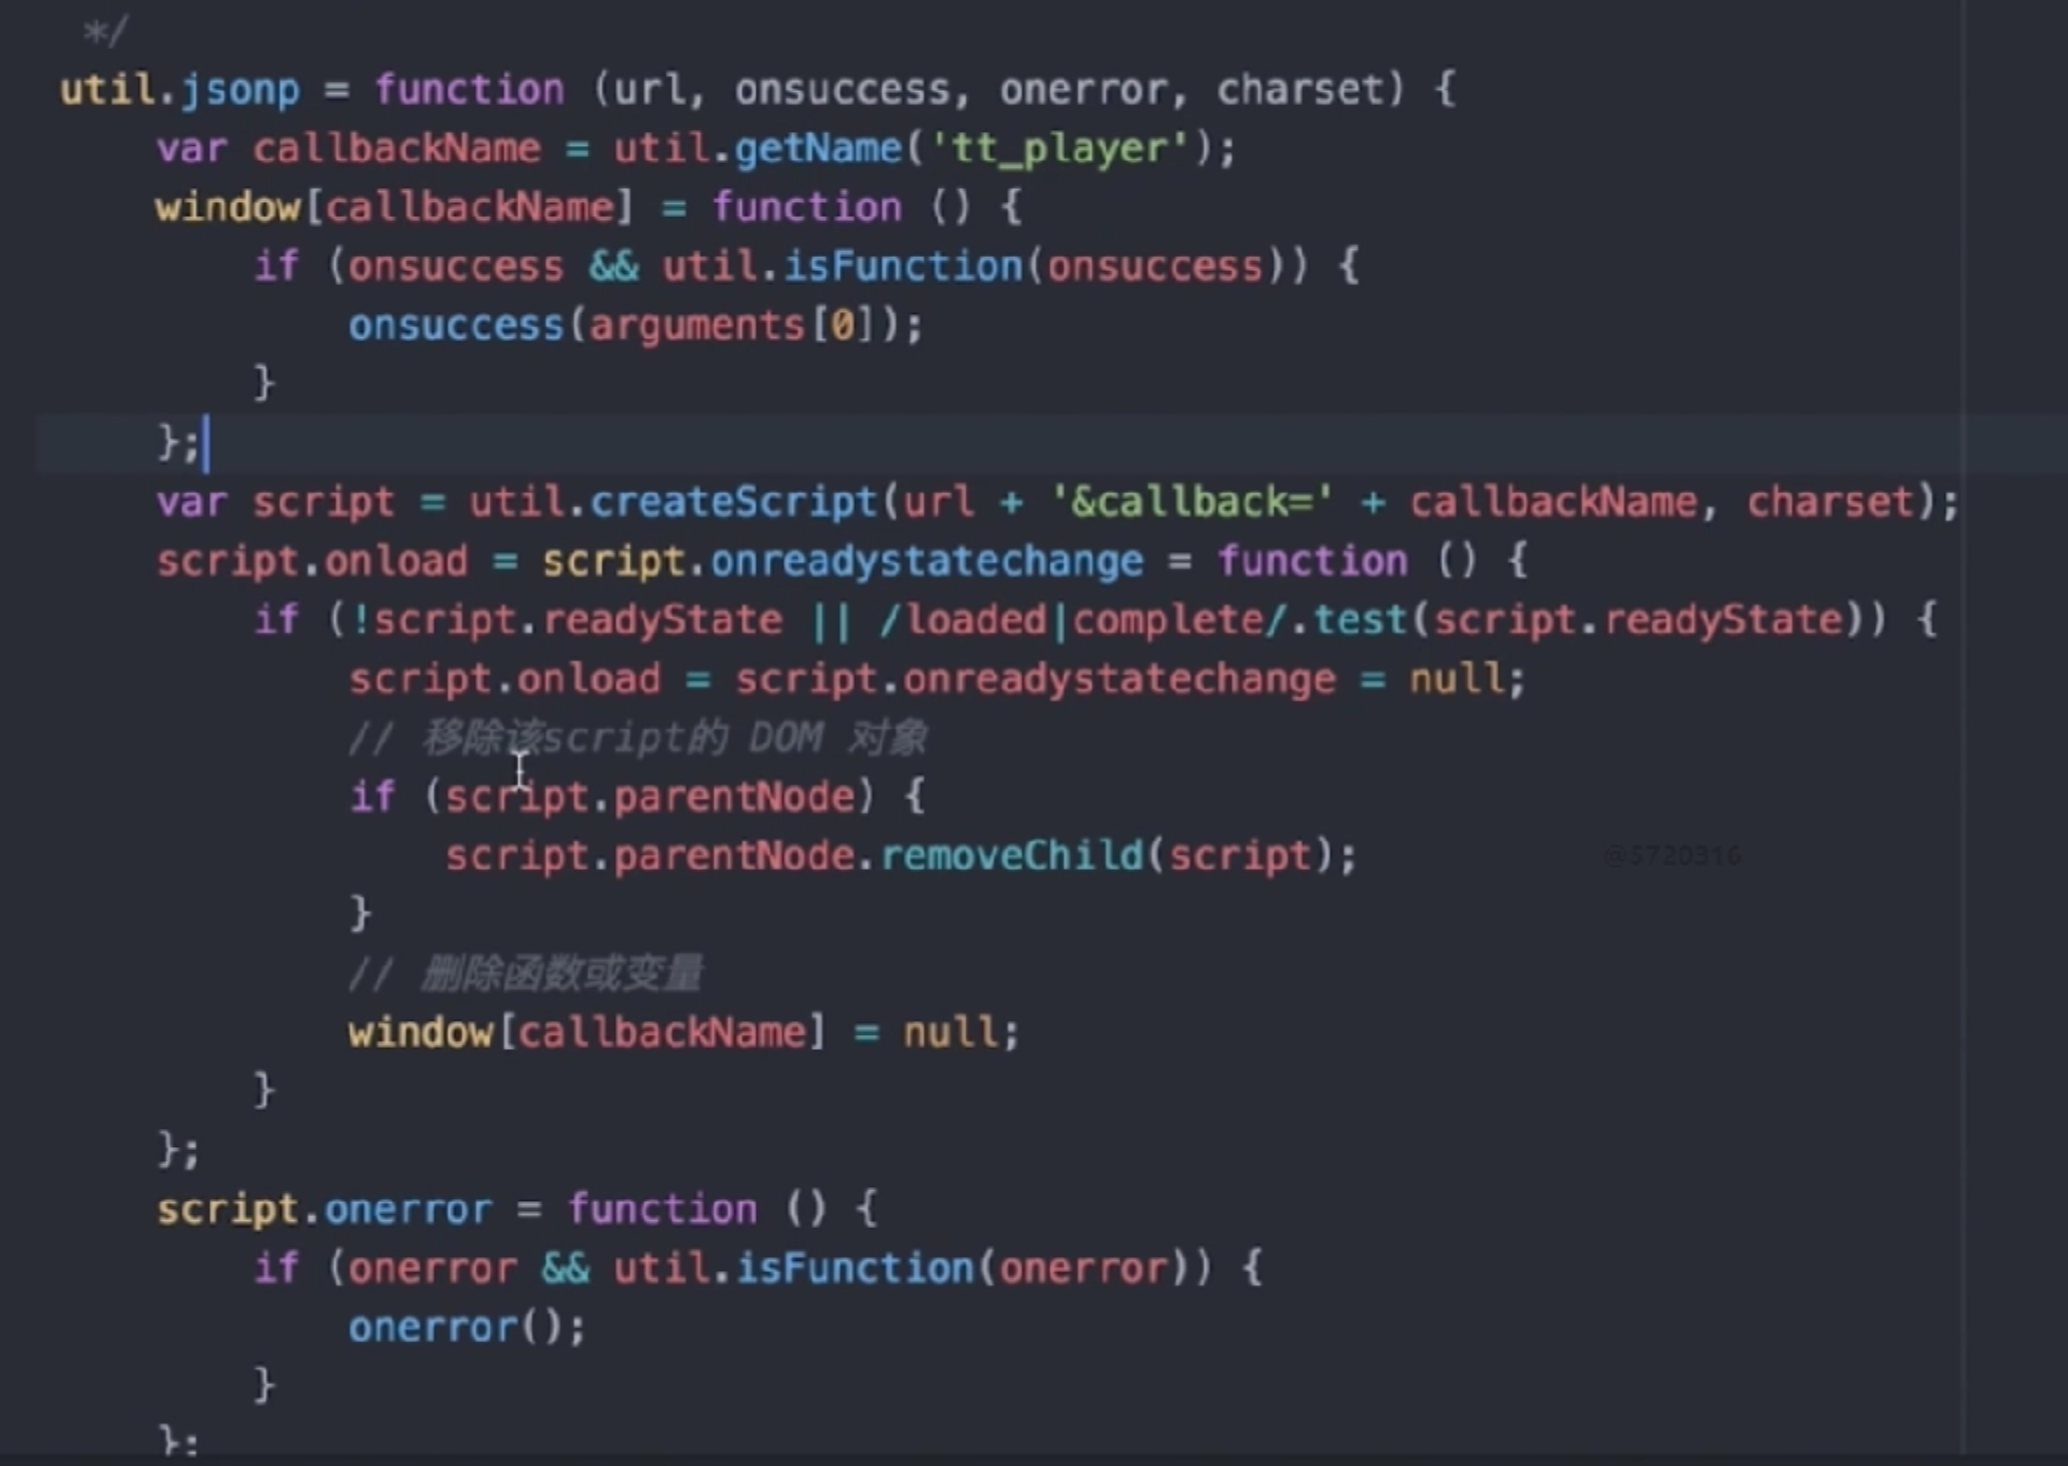 */
util.jsonp = function (url, onsuccess, onerror, charset) {
var callbackName = util.getName('tt_player');
window[callbackName] = function () {
if (onsuccess && util.isFunction(onsuccess)) {
onsuccess(arguments[0]);
}
};
var script = util.createScript(url + '&callback=' + callbackName, charset);
script.onload = script.onreadystatechange = function () {
if (!script.readyState || /loaded|complete/.test(script.readyState)) {
script.onload = script.onreadystatechange = null;
// 移除该script的 DOM 对象
if (script.parentNode) {
script.parentNode.removeChild(script);
@5720316
}
// 删除函数或变量
window[callbackName] = null;
}
};
script.onerror = function () {
if (onerror && util.isFunction(onerror)) {
onerror();
}
};